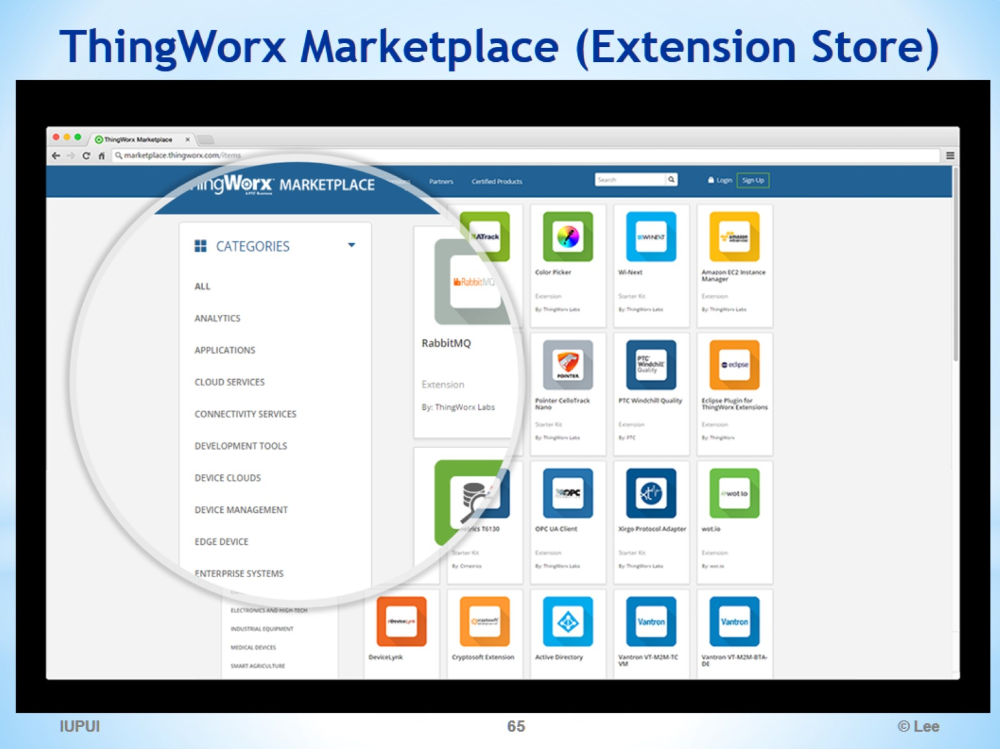 ThingWorx Marketplace (Extension Store)
ThingWorx Marketplace
marketplace.thingworx.com/items
ingWorx MARKETPLACE
A PTC Business
Partners
Certified Products
Search
Login
Sign Up
CATEGORIES
ALL
ANALYTICS
APPLICATIONS
CLOUD SERVICES
CONNECTIVITY SERVICES
DEVELOPMENT TOOLS
DEVICE CLOUDS
DEVICE MANAGEMENT
EDGE DEVICE
ENTERPRISE SYSTEMS
ELECTRONICS AND HIGH-TECH
INDUSTRIAL EQUIPMENT
MEDICAL DEVICES
SMART AGRICULTURE
RabbitMQ
RabbitMQ
Extension
By: ThingWorx Labs
ATrack
Color Picker
Extension
By: ThingWorx Labs
WI-NEXT
Wi-Next
Starter Kit
By: ThingWorx Labs
amazon
webservices
Amazon EC2 Instance
Manager
Extension
By: ThingWorx Labs
POINTER
Pointer CelloTrack
Nano
Starter Kit
By: ThingWorx Labs
PTC
Windchill
Quality
PTC Windchill Quality
Extension
By: PTC
eclipse
Eclipse Plugin for
ThingWorx Extensions
Extension
By: ThingWorx
etrics T6130
Starter Kit
By: Cimetrics
OPC
OPC UA Client
Extension
By: ThingWorx Labs
Xirgo Protocol Adapter
Starter Kit
By: ThingWorx Labs
wot.io
wot.io
Extension
By: wot.io
DeviceLynk
DeviceLynk
cryptosoft
Cryptosoft Extension
Active Directory
Vantron
Vantron VT-M2M-TC
VM
Vantron
Vantron VT-M2M-BTA-
DE
IUPUI
65
© Lee